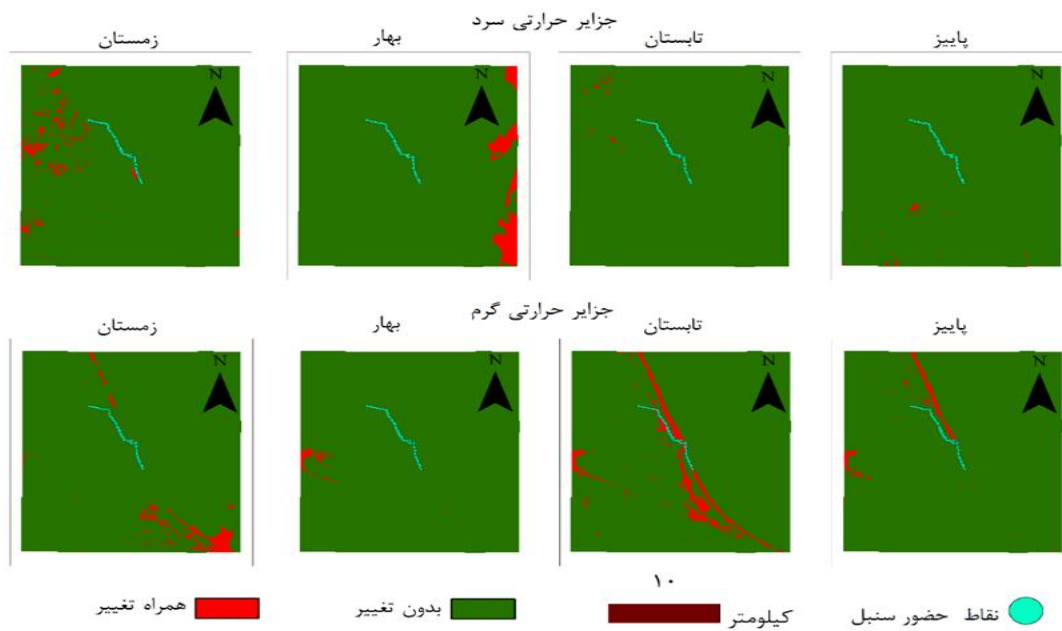 جزایر حرارتی سرد
پاییز
تابستان
بهار
زمستان
N
N
N
N
جزایر حرارتی گرم
پاییز
تابستان
بهار
زمستان
N
N
N
N
۱۰
نقاط حضور سنبل
کیلومتر
بدون تغییر
همراه تغییر